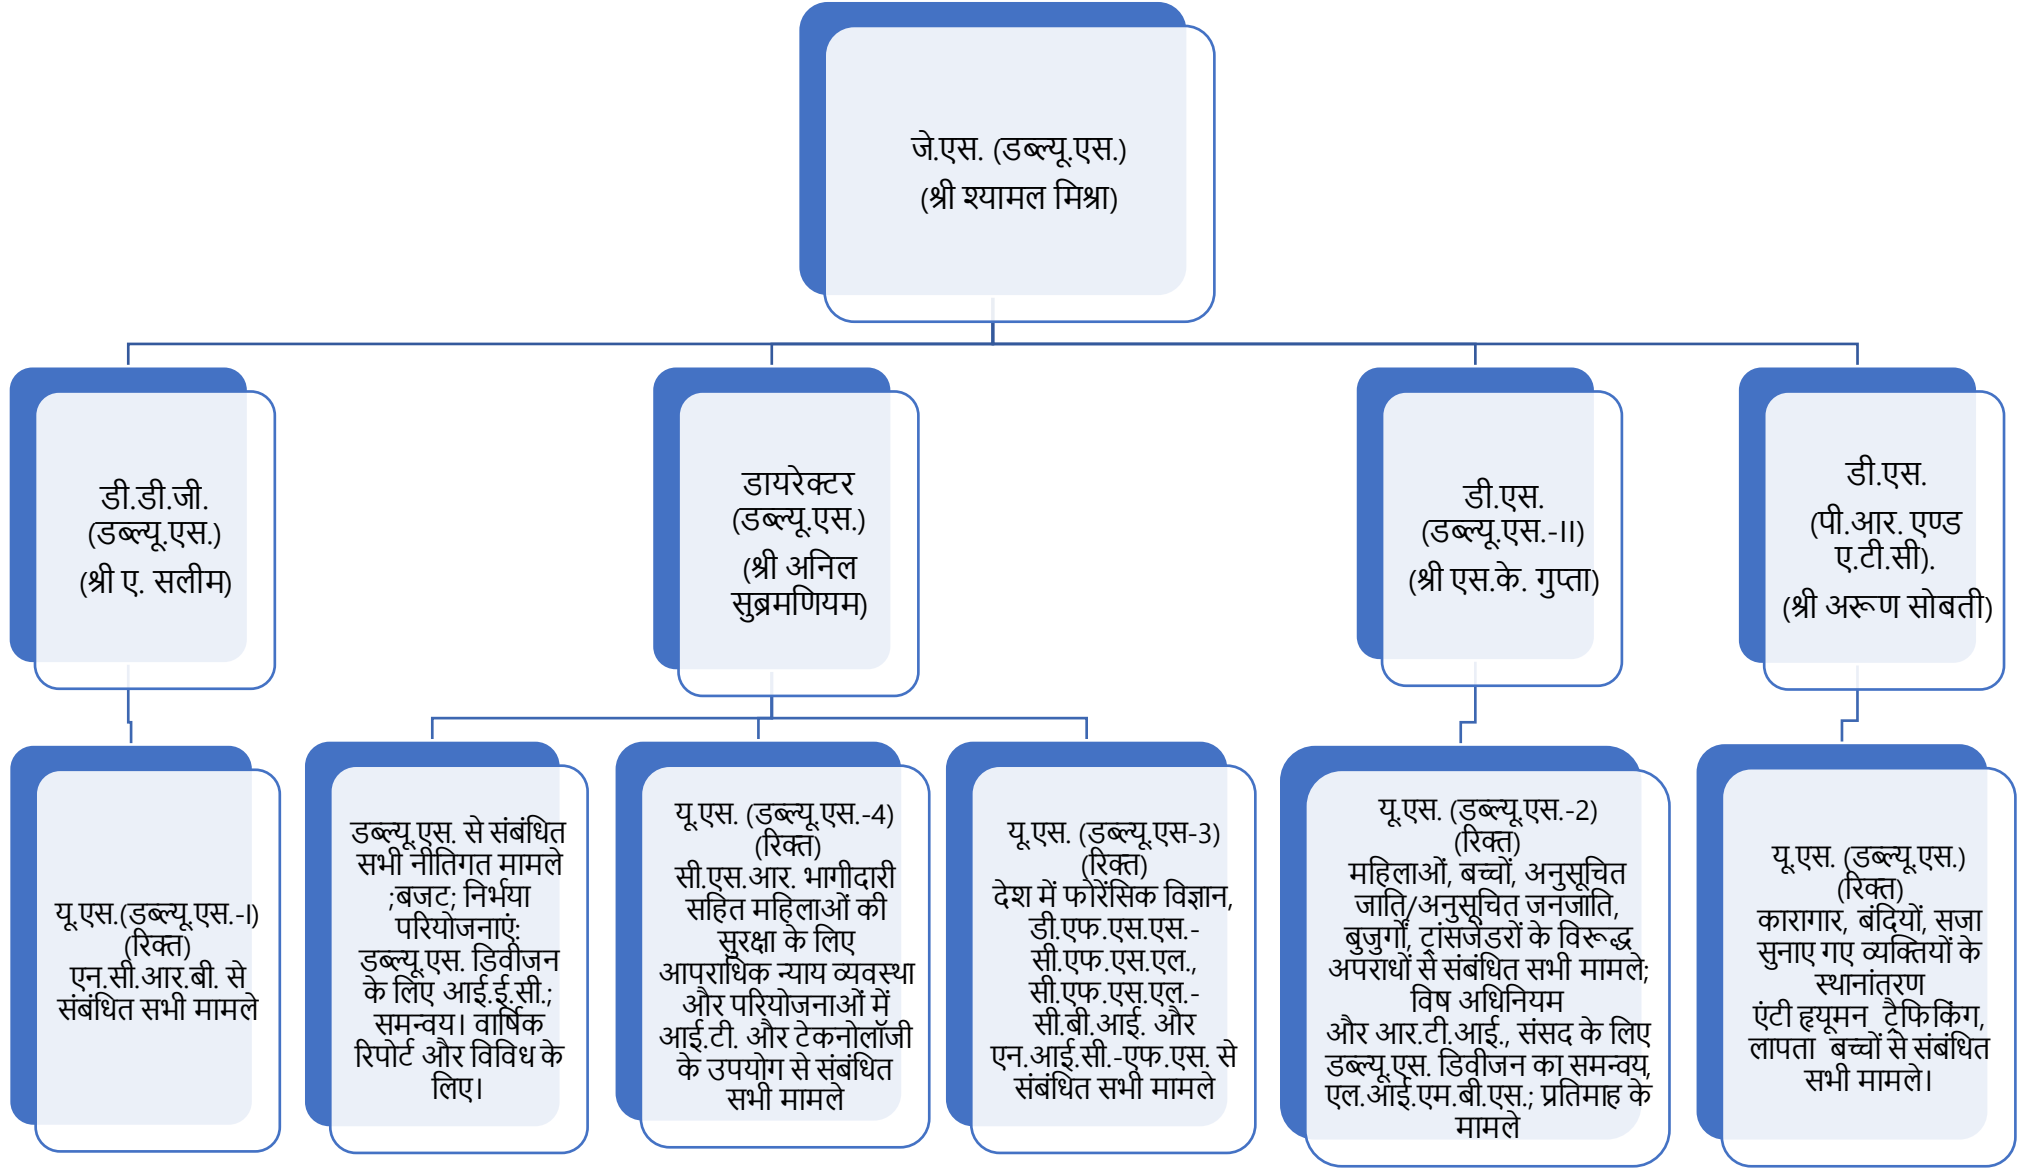 जे.एस. (डब्ल्यू.एस.)
(श्री श्यामल मिश्रा)
डी.डी.जी.
(डब्ल्यू.एस.)
(श्री ए. सलीम)
डायरेक्टर
(डब्ल्यू.एस.)
(श्री अनिल
सुब्रमणियम)
डी.एस.
(डब्ल्यू.एस.-II)
(श्री एस.के. गुप्ता)
डी.एस.
(पी.आर. एण्ड
ए.टी.सी).
(श्री अरूण सोबती)
यू.एस.(डब्ल्यू.एस.-I)
(रिक्त)
एन.सी.आर.बी. से
संबंधित सभी मामले
डब्ल्यू.एस. से संबंधित
सभी नीतिगत मामले
;बजट; निर्भया
परियोजनाएं;
डब्ल्यू.एस. डिवीजन
के लिए आई.ई.सी.;
समन्वय। वार्षिक
रिपोर्ट और विविध के
लिए।
यू.एस. (डब्ल्यू.एस.-4)
(रिक्त)
सी.एस.आर. भागीदारी
सहित महिलाओं की
सुरक्षा के लिए
आपराधिक न्याय व्यवस्था
और परियोजनाओं में
आई.टी. और टेकनोलॉजी
के उपयोग से संबंधित
सभी मामले
यू.एस. (डब्ल्यू.एस-3)
(रिक्त)
देश में फोरेंसिक विज्ञान,
डी.एफ.एस.एस.-
सी.एफ.एस.एल.,
सी.एफ.एस.एल.-
सी.बी.आई. और
एन.आई.सी.-एफ.एस. से
संबंधित सभी मामले
यू.एस. (डब्ल्यू.एस.-2)
(रिक्त)
महिलाओं, बच्चों, अनुसूचित
जाति/अनुसूचित जनजाति,
बुजुर्गों, ट्रांसजेंडरों के विरूद्ध
अपराधों से संबंधित सभी मामले;
विष अधिनियम
और आर.टी.आई., संसद के लिए
डब्ल्यू.एस. डिवीजन का समन्वय,
एल.आई.एम.बी.एस.; प्रतिमाह के
मामले
यू.एस. (डब्ल्यू.एस.)
(रिक्त)
कारागार, बंदियों, सजा
सुनाए गए व्यक्तियों के
स्थानांतरण
एंटी हृयूमन  ट्रैफिकिंग,
लापता  बच्चों से संबंधित
सभी मामले।